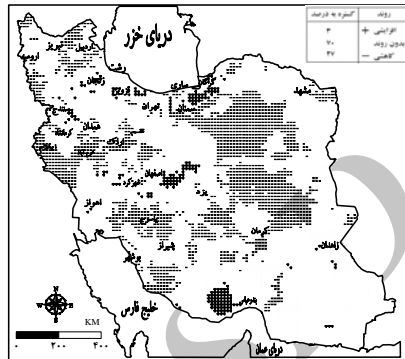 روند گستره به درصد
افزایشی + ۳
بدون روند ۷۰
کاهشی − ۲۷
دریای خزر
اردبیل
تبریز
ارومیه
رشت
زنجان
قزوین
گرگان
ساری
مشهد
تهران
سمنان
سنندج
همدان
کرمانشاه
اراک
ایلام
خرم‌آباد
اصفهان
شهرکرد
یزد
اهواز
یاسوج
کرمان
زاهدان
شیراز
بوشهر
بندرعباس
خلیج فارس
دریای عمان
N
W E
S
KM
۰ ۲۰۰ ۴۰۰